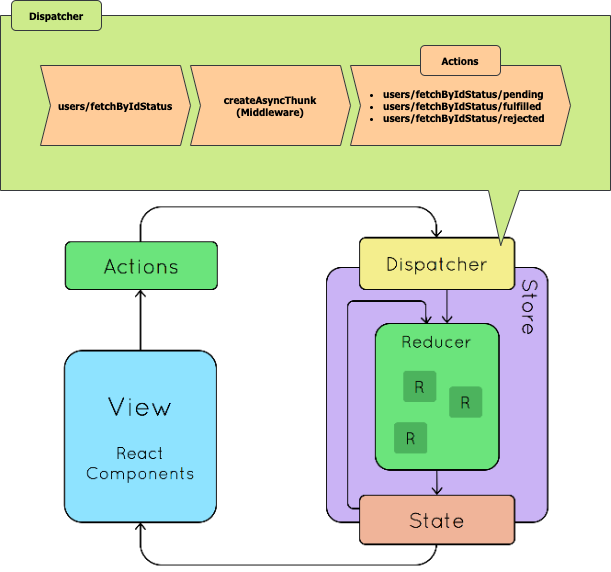 Dispatcher
users/fetchByIdStatus
createAsyncThunk
(Middleware)
Actions
• users/fetchByIdStatus/pending
• users/fetchByIdStatus/fulfilled
• users/fetchByIdStatus/rejected
Actions
Dispatcher
Store
Reducer
R
R
R
View
React
Components
State